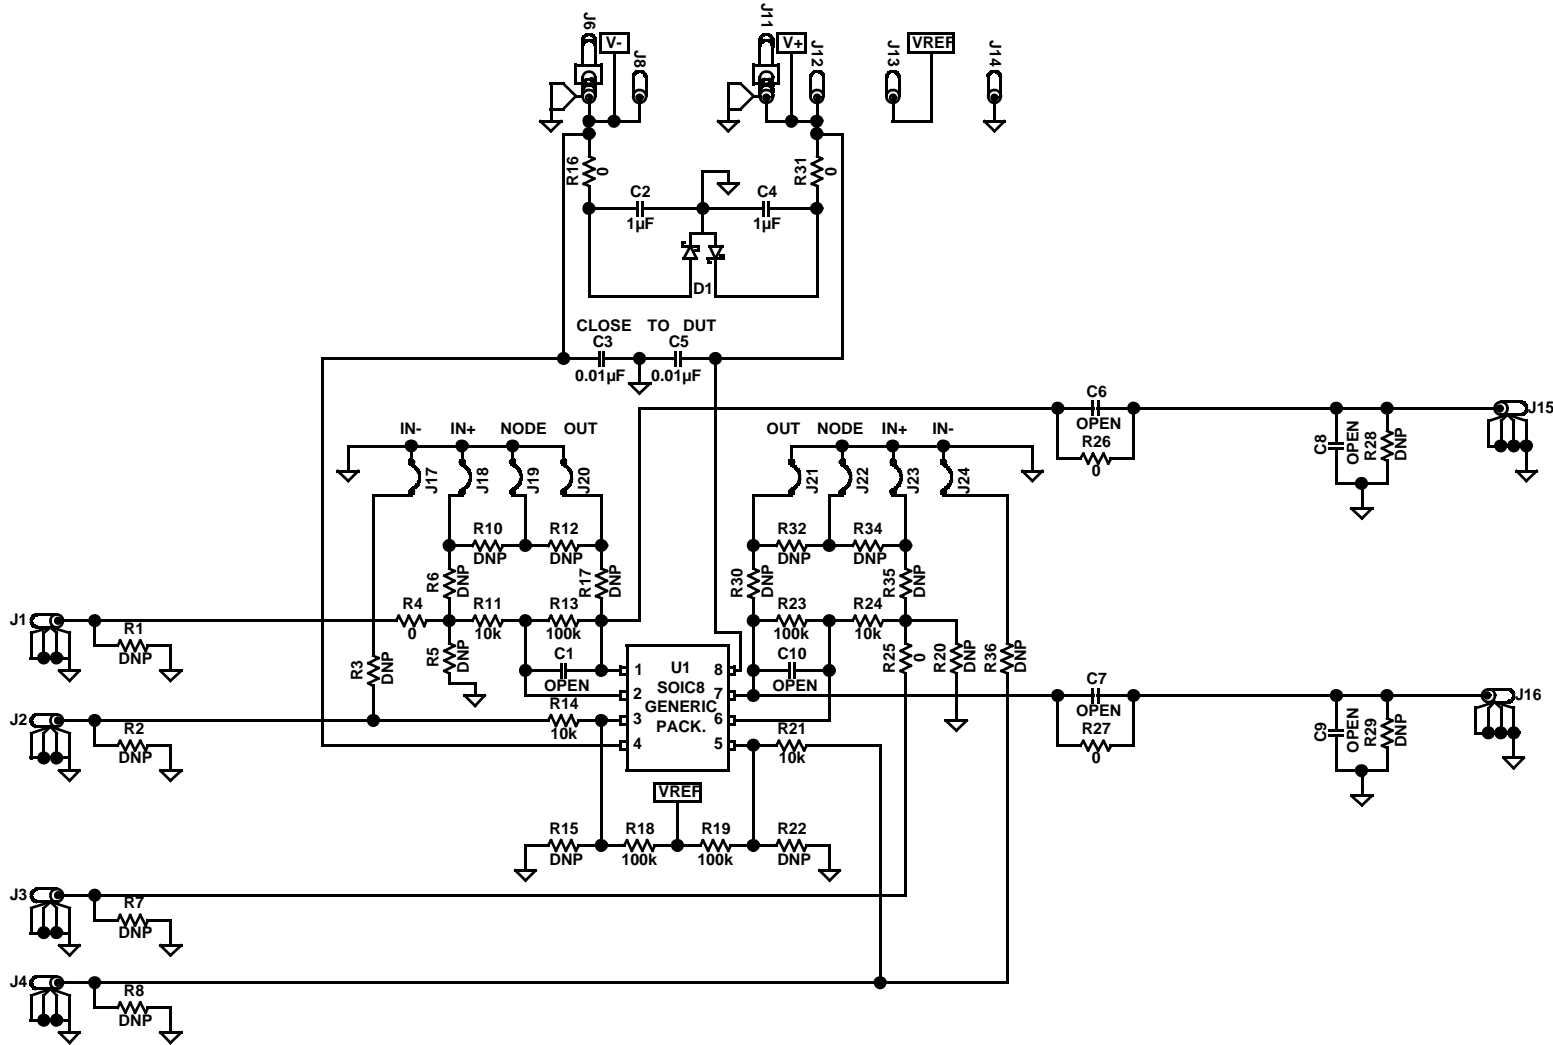 J6
V-
J8
J11
V+
J12
J13
VREF
J14
R16
0
R31
0
C2
1µF
C4
1µF
D1
CLOSE TO DUT
C3
0.01µF
C5
0.01µF
IN- IN+ NODE OUT
J17
J18
J19
J20
OUT NODE IN+ IN-
J21
J22
J23
J24
C6
OPEN
R26
0
C8
OPEN
R28
DNP
J15
R10
DNP
R12
DNP
R32
DNP
R34
DNP
R6
DNP
R17
DNP
R30
DNP
R35
DNP
J1
R1
DNP
R4
0
R11
10k
R13
100k
R23
100k
R24
10k
R3
DNP
R5
DNP
C1
OPEN
U1
SOIC8
GENERIC
PACK.
1
2
3
4
8
7
6
5
C10
OPEN
R25
0
R20
DNP
R36
DNP
J2
R2
DNP
R14
10k
R21
10k
C7
OPEN
R27
0
C9
OPEN
R29
DNP
J16
VREF
R15
DNP
R18
100k
R19
100k
R22
DNP
J3
R7
DNP
J4
R8
DNP